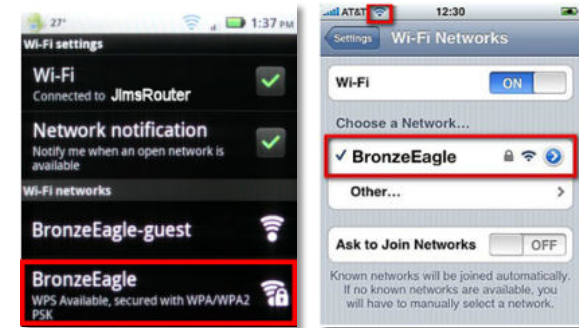 27°
1:37 PM
Wi-Fi settings
Wi-Fi
Connected to JimsRouter
Network notification
Notify me when an open network is
available
Wi-Fi networks
BronzeEagle-guest
BronzeEagle
WPS Available, secured with WPA/WPA2
PSK
AT&T
12:30
Settings
Wi-Fi Networks
Wi-Fi
ON
Choose a Network...
BronzeEagle
Other...
Ask to Join Networks
OFF
Known networks will be joined automatically.
If no known networks are available, you
will have to manually select a network.